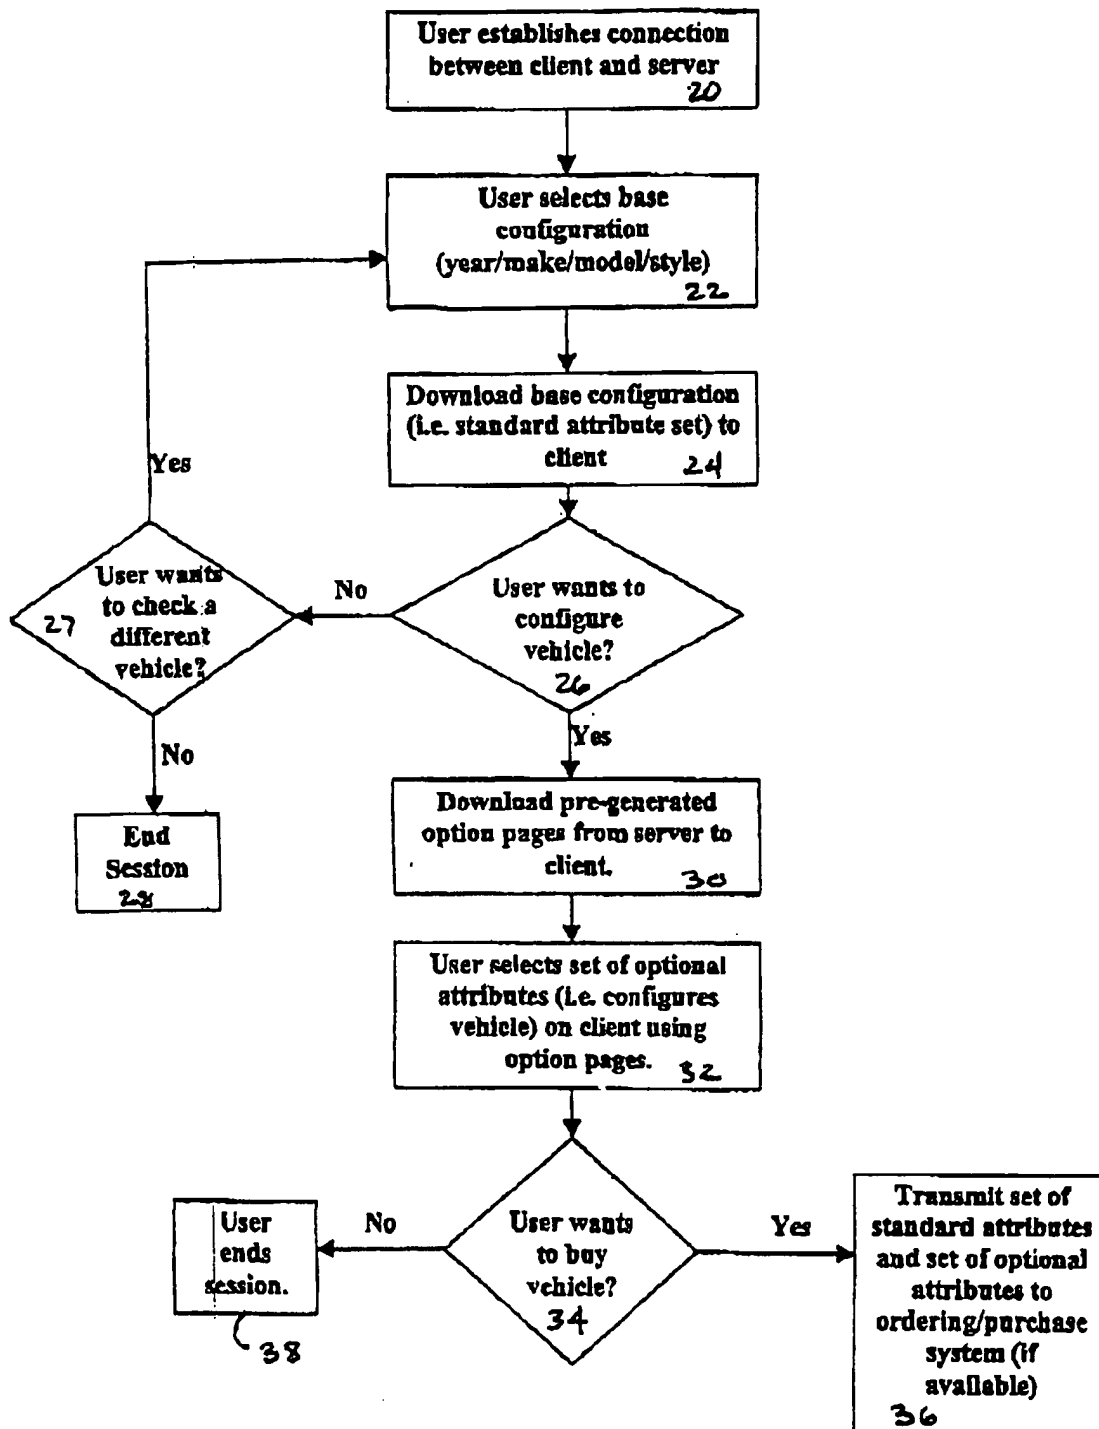 User establishes connection
between client and server
20
User selects base
configuration
(year/make/model/style)
22
Download base configuration
(i.e. standard attribute set) to
client
24
Yes
User wants
to check a
different
vehicle?
27
No
User wants to
configure
vehicle?
26
No
Yes
End
Session
28
Download pre-generated
option pages from server to
client.
30
User selects set of optional
attributes (i.e. configures
vehicle) on client using
option pages.
32
User
ends
session.
38
No
User wants
to buy
vehicle?
34
Yes
Transmit set of
standard attributes
and set of optional
attributes to
ordering/purchase
system (if
available)
36